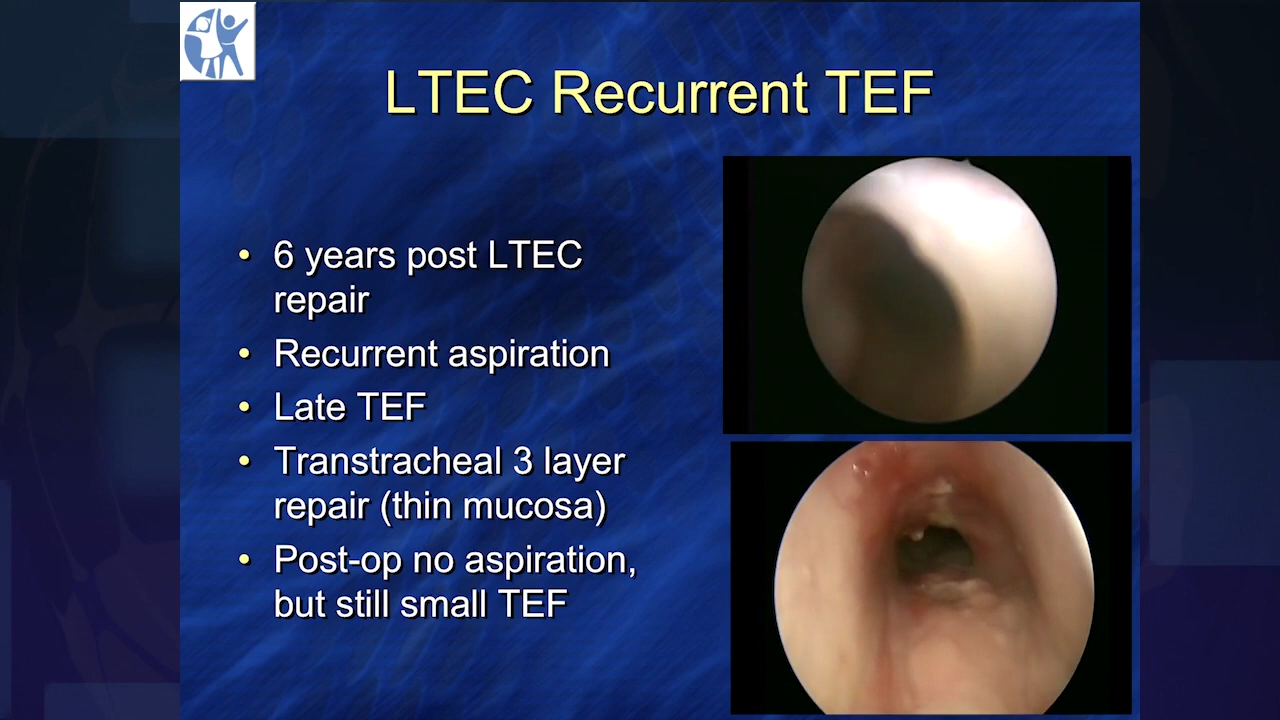 LTEC Recurrent TEF
• 6 years post LTEC
repair
• Recurrent aspiration
• Late TEF
• Transtracheal 3 layer
repair (thin mucosa)
• Post-op no aspiration,
but still small TEF